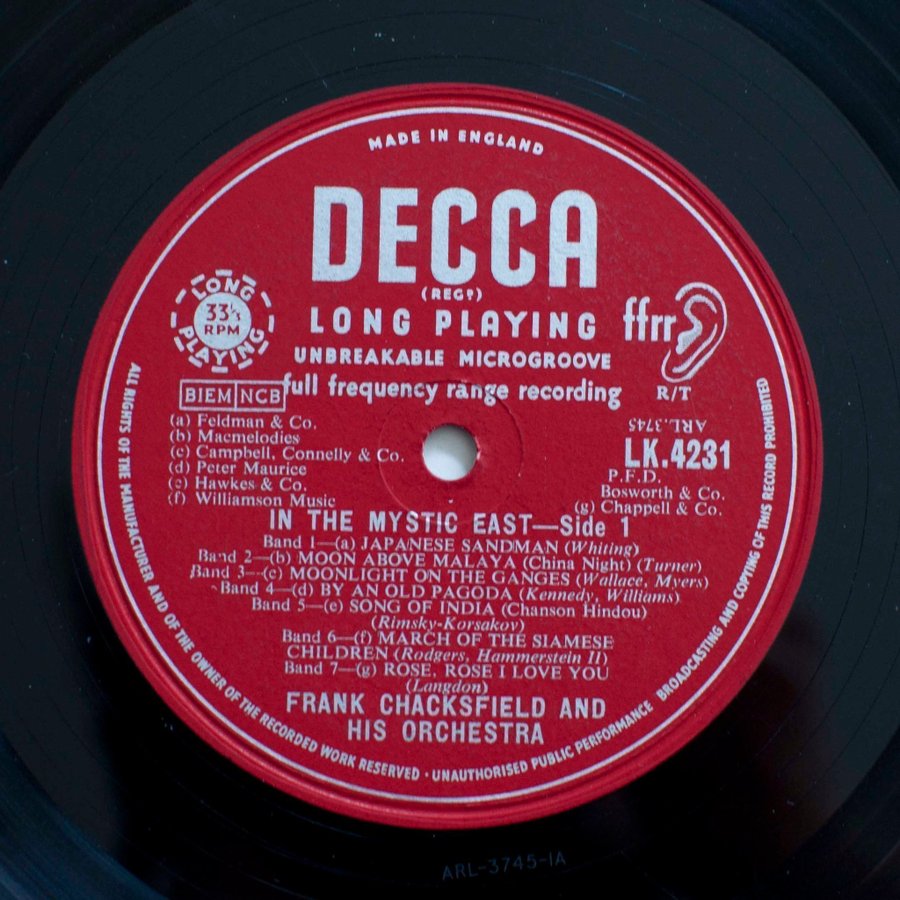 MADE IN ENGLAND
DECCA
(REGD)
LONG PLAYING
33⅓ RPM
LONG PLAYING
UNBREAKABLE MICROGROOVE
ffrr
full frequency range recording
R/T
BIEM NCB
ARL.3745
LK.4231
(a) Feldman & Co.
(b) Macmelodies
(c) Campbell, Connelly & Co.
(d) Peter Maurice
(e) Hawkes & Co.
(f) Williamson Music
P.F.D.
Bosworth & Co.
(g) Chappell & Co.
IN THE MYSTIC EAST—Side 1
Band 1—(a) JAPANESE SANDMAN (Whiting)
Band 2—(b) MOON ABOVE MALAYA (China Night) (Turner)
Band 3—(c) MOONLIGHT ON THE GANGES (Wallace, Myers)
Band 4—(d) BY AN OLD PAGODA (Kennedy, Williams)
Band 5—(e) SONG OF INDIA (Chanson Hindou)
(Rimsky-Korsakov)
Band 6—(f) MARCH OF THE SIAMESE
CHILDREN (Rodgers, Hammerstein II)
Band 7—(g) ROSE, ROSE I LOVE YOU
(Langdon)
FRANK CHACKSFIELD AND
HIS ORCHESTRA
ALL RIGHTS OF THE MANUFACTURER AND OF THE OWNER OF THE RECORDED WORK RESERVED · UNAUTHORISED PUBLIC PERFORMANCE BROADCASTING AND COPYING OF THIS RECORD PROHIBITED
ARL-3745-1A